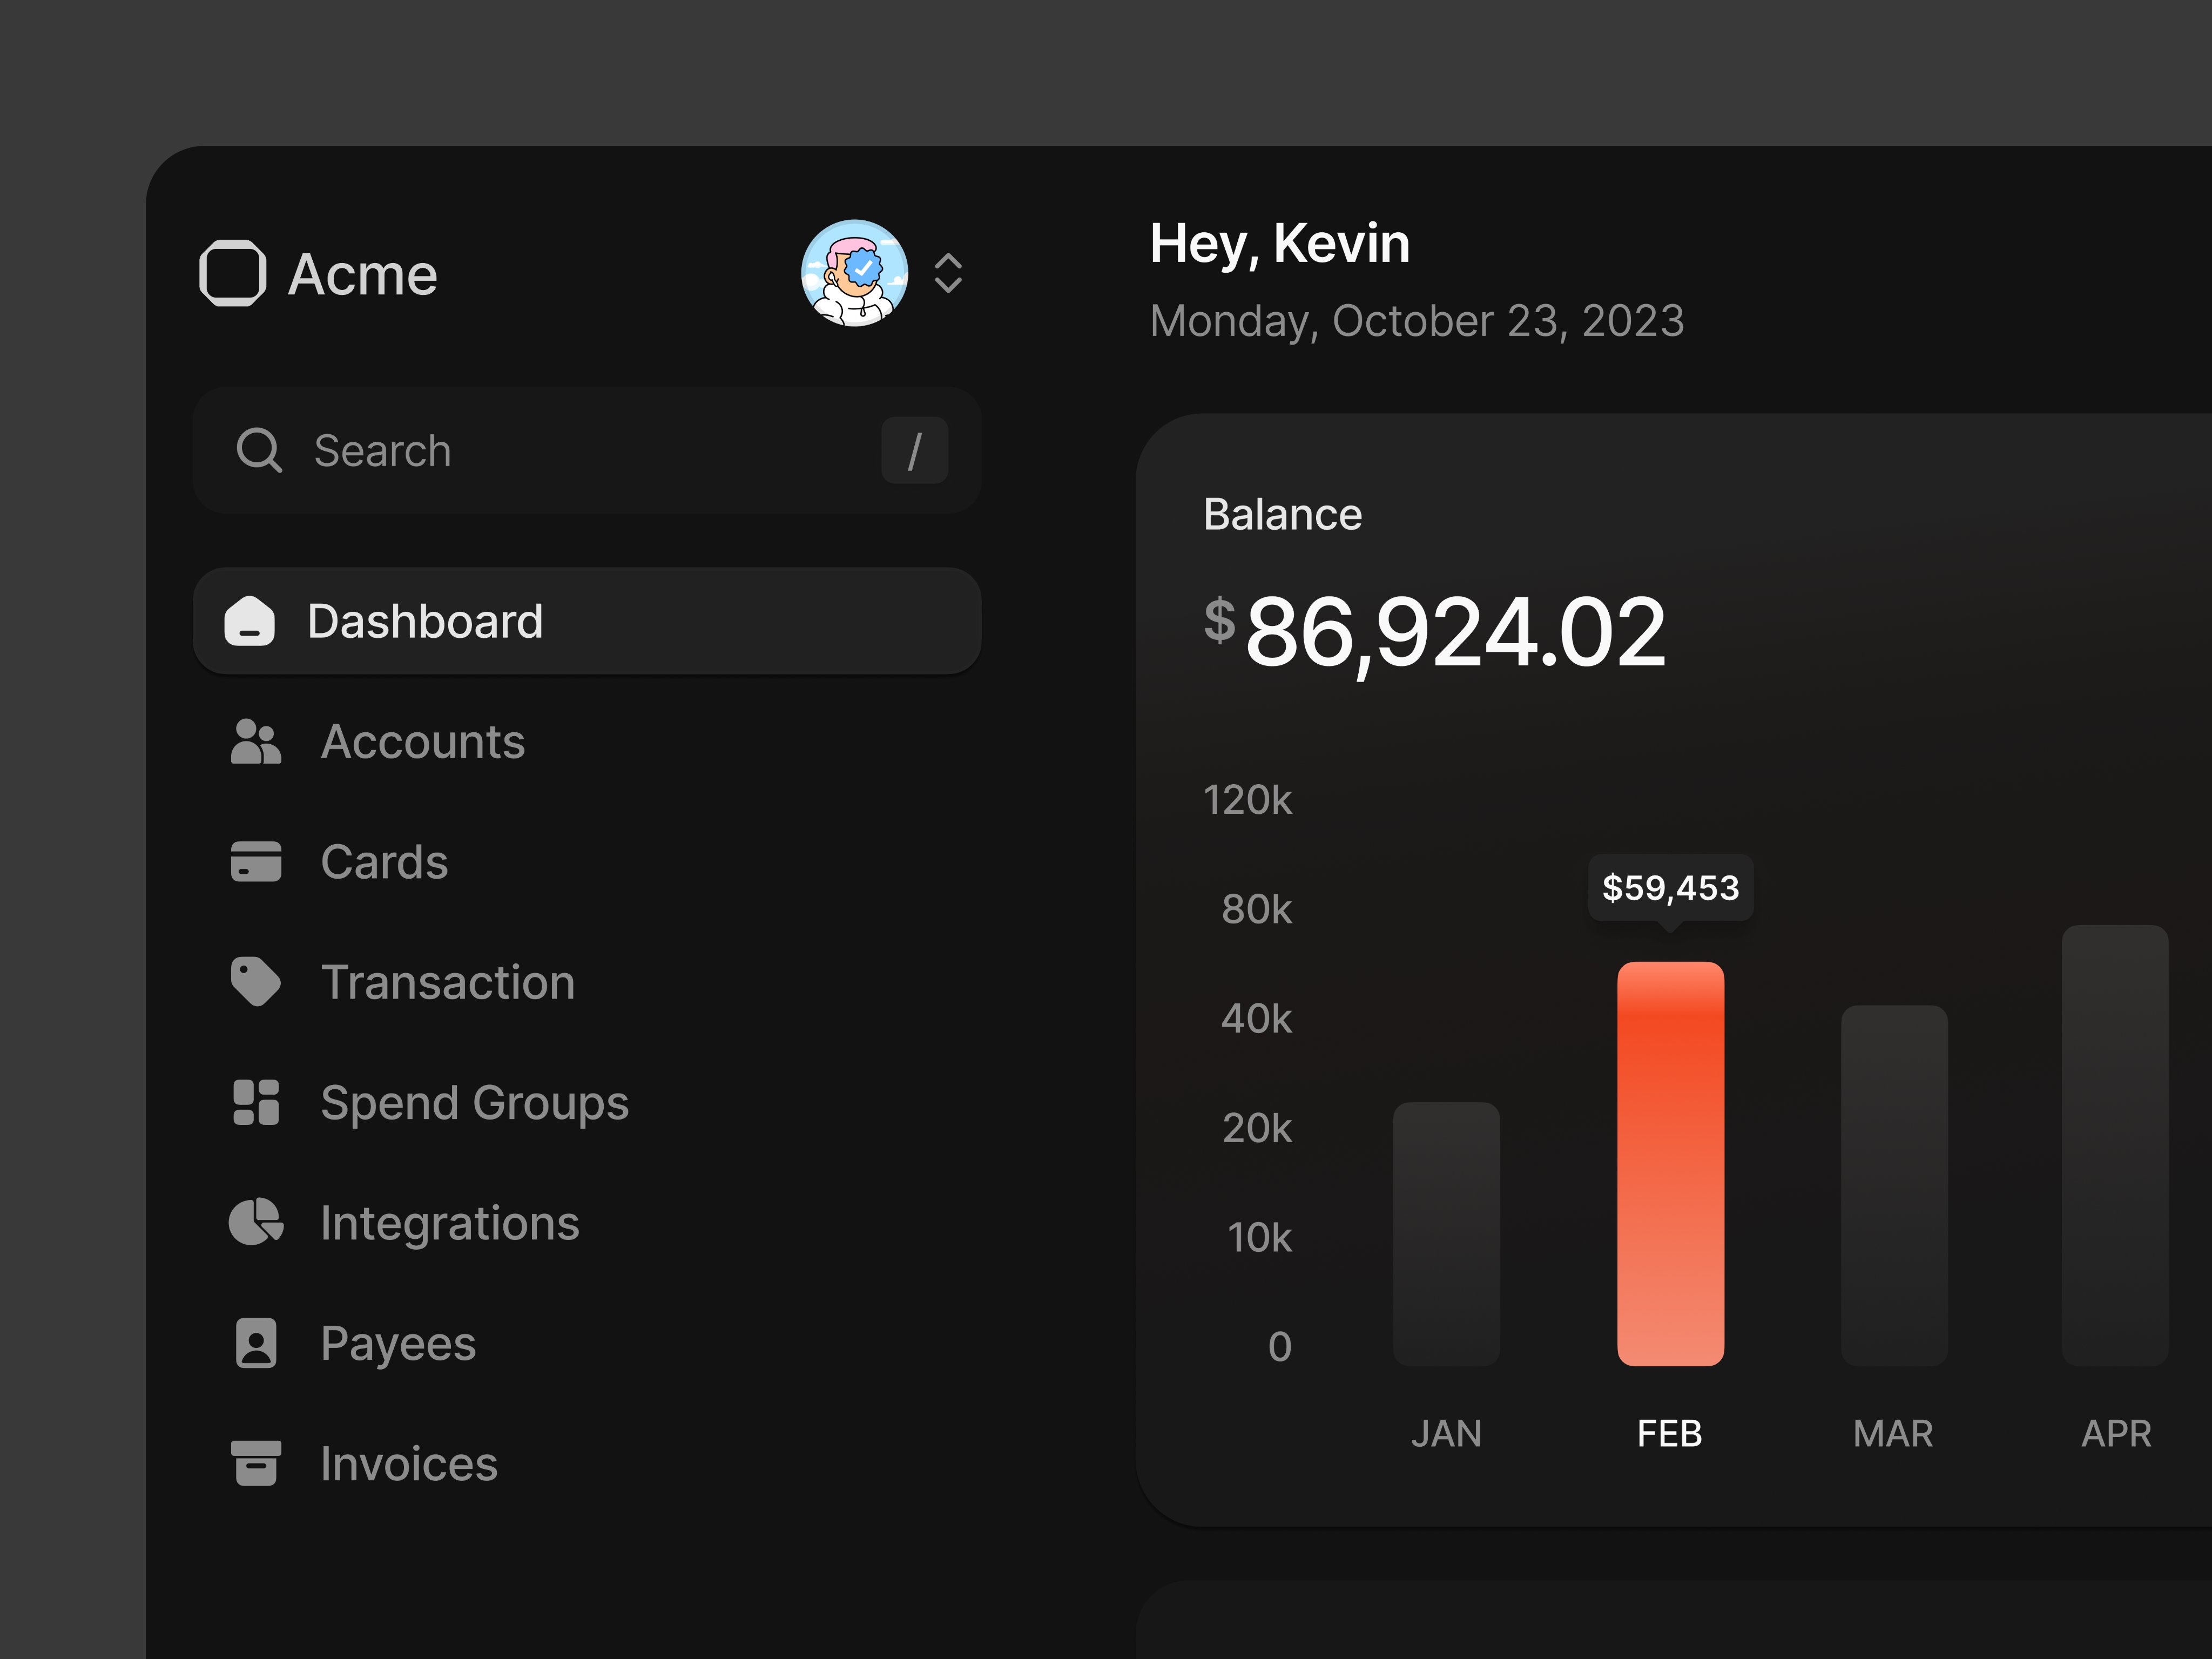 Acme
Search
/
Dashboard
Accounts
Cards
Transaction
Spend Groups
Integrations
Payees
Invoices
Hey, Kevin
Monday, October 23, 2023
Balance
$86,924.02
120k
80k
40k
20k
10k
0
$59,453
JAN
FEB
MAR
APR